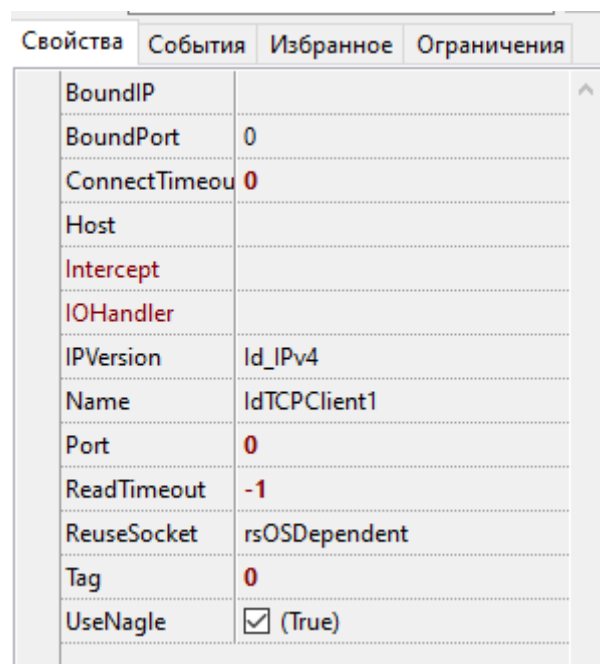 Свойства События Избранное Ограничения
BoundIP
BoundPort 0
ConnectTimeou 0
Host
Intercept
IOHandler
IPVersion Id_IPv4
Name IdTCPClient1
Port 0
ReadTimeout -1
ReuseSocket rsOSDependent
Tag 0
UseNagle (True)